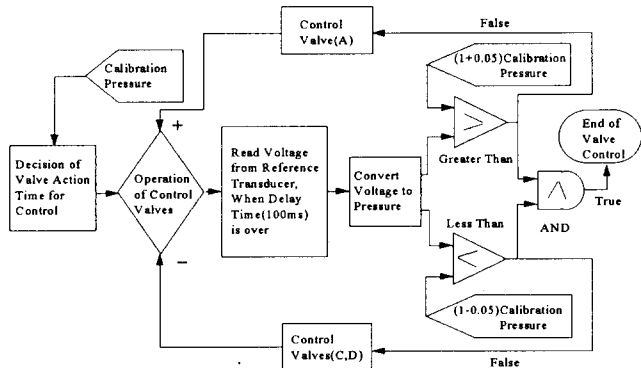 Control
Valve(A)
False
Calibration
Pressure
(1+0.05)Calibration
Pressure
+
>
Greater Than
End of
Valve
Control
Decision of
Valve Action
Time for
Control
Operation
of Control
Valves
Read Voltage
from Reference
Transducer,
When Delay
Time(100ms)
is over
Convert
Voltage to
Pressure
∧
True
AND
Less Than
<
−
(1-0.05)Calibration
Pressure
Control
Valves(C,D)
False